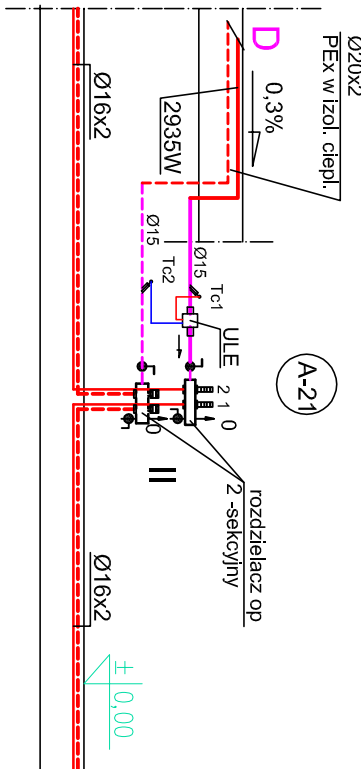 Ø20x2
PEx w izol. ciepl.
D
0,3%
2935W
Ø16x2
Ø15
Tc1
Ø15
Tc2
ULE
A-21
2 1 0
0
II
rozdzielacz op
2 -sekcyjny
Ø16x2
±
0,00